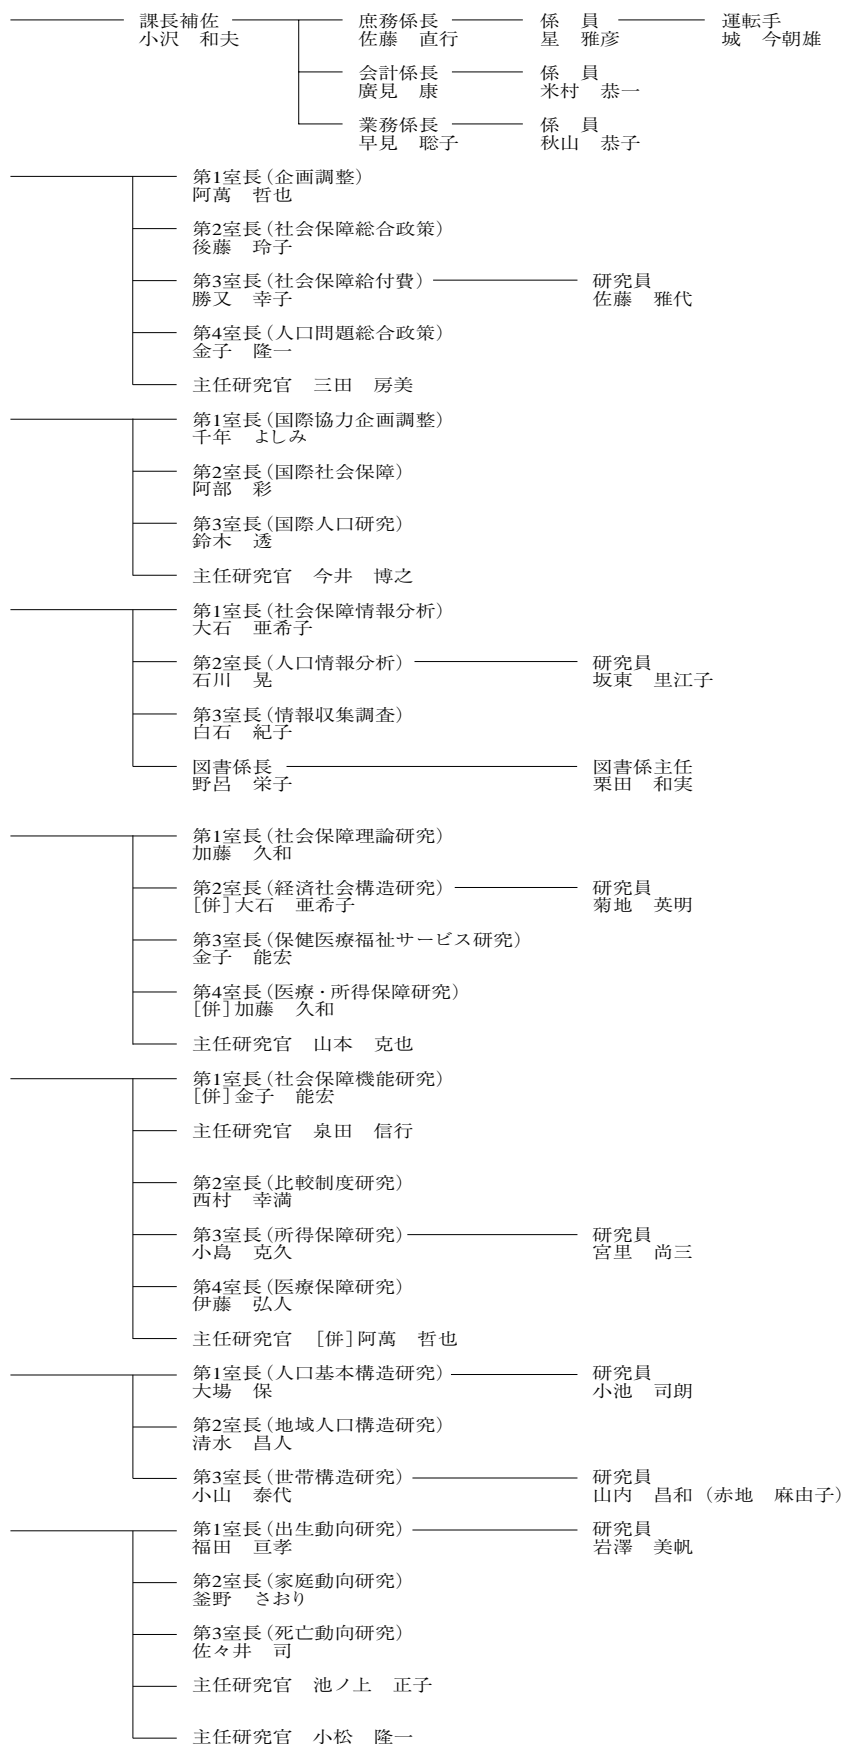 課長補佐 庶務係長 係　員 運転手
小沢　和夫 佐藤　直行 星　雅彦 城　今朝雄
会計係長 係　員
廣見　康 米村　恭一
業務係長 係　員
早見　聡子 秋山　恭子
第1室長（企画調整）
阿萬　哲也
第2室長（社会保障総合政策）
後藤　玲子
第3室長（社会保障給付費） 研究員
勝又　幸子 佐藤　雅代
第4室長（人口問題総合政策）
金子　隆一
主任研究官　三田　房美
第1室長（国際協力企画調整）
千年　よしみ
第2室長（国際社会保障）
阿部　彩
第3室長（国際人口研究）
鈴木　透
主任研究官　今井　博之
第1室長（社会保障情報分析）
大石　亜希子
第2室長（人口情報分析） 研究員
石川　晃 坂東　里江子
第3室長（情報収集調査）
白石　紀子
図書係長 図書係主任
野呂　栄子 栗田　和実
第1室長（社会保障理論研究）
加藤　久和
第2室長（経済社会構造研究） 研究員
［併］大石　亜希子 菊地　英明
第3室長（保健医療福祉サービス研究）
金子　能宏
第4室長（医療・所得保障研究）
［併］加藤　久和
主任研究官　山本　克也
第1室長（社会保障機能研究）
［併］金子　能宏
主任研究官　泉田　信行
第2室長（比較制度研究）
西村　幸満
第3室長（所得保障研究） 研究員
小島　克久 宮里　尚三
第4室長（医療保障研究）
伊藤　弘人
主任研究官　［併］阿萬　哲也
第1室長（人口基本構造研究） 研究員
大場　保 小池　司朗
第2室長（地域人口構造研究）
清水　昌人
第3室長（世帯構造研究） 研究員
小山　泰代 山内　昌和（赤地　麻由子）
第1室長（出生動向研究） 研究員
福田　亘孝 岩澤　美帆
第2室長（家庭動向研究）
釜野　さおり
第3室長（死亡動向研究）
佐々井　司
主任研究官　池ノ上　正子
主任研究官　小松　隆一